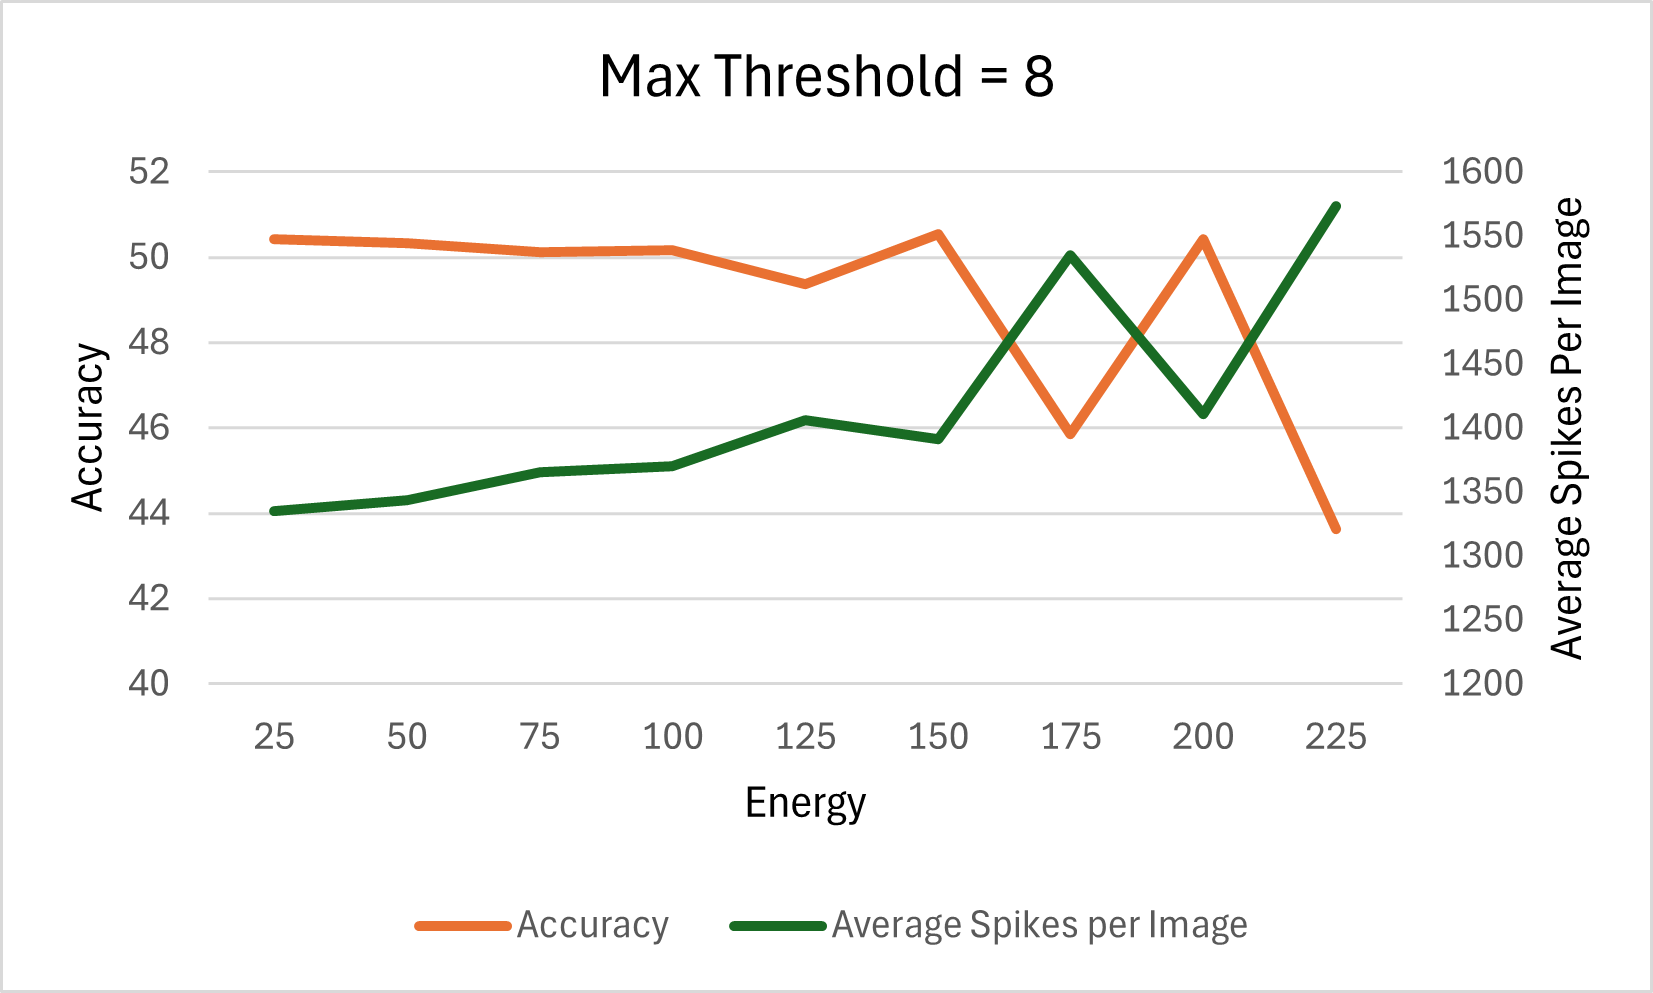 Max Threshold = 8
52
50
48
46
44
42
40
Accuracy
1600
1550
1500
1450
1400
1350
1300
1250
1200
Average Spikes Per Image
25 50 75 100 125 150 175 200 225
Energy
Accuracy Average Spikes per Image